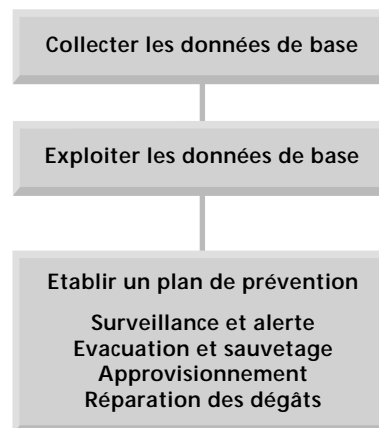 Collecter les données de base
Exploiter les données de base
Etablir un plan de prévention
Surveillance et alerte
Evacuation et sauvetage
Approvisionnement
Réparation des dégâts